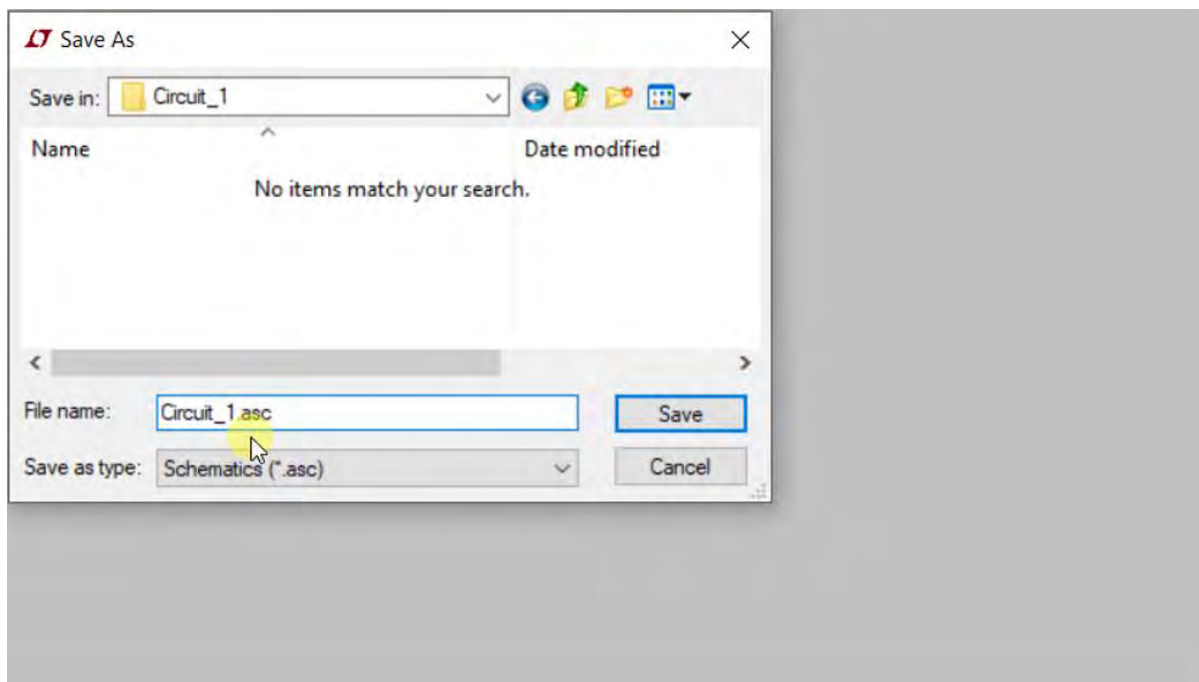 Save As
Save in: Circuit_1
Name Date modified
No items match your search.
File name: Circuit_1.asc Save
Save as type: Schematics (*.asc) Cancel